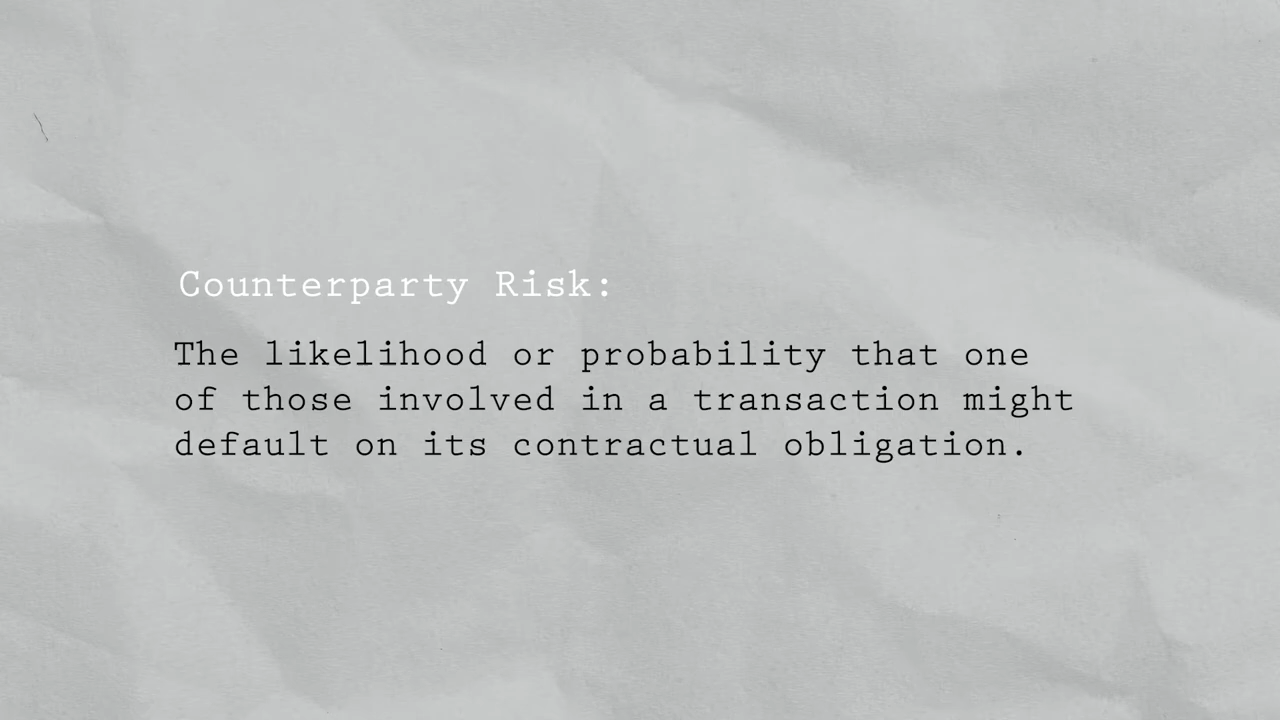 Counterparty Risk:
The likelihood or probability that one
of those involved in a transaction might
default on its contractual obligation.